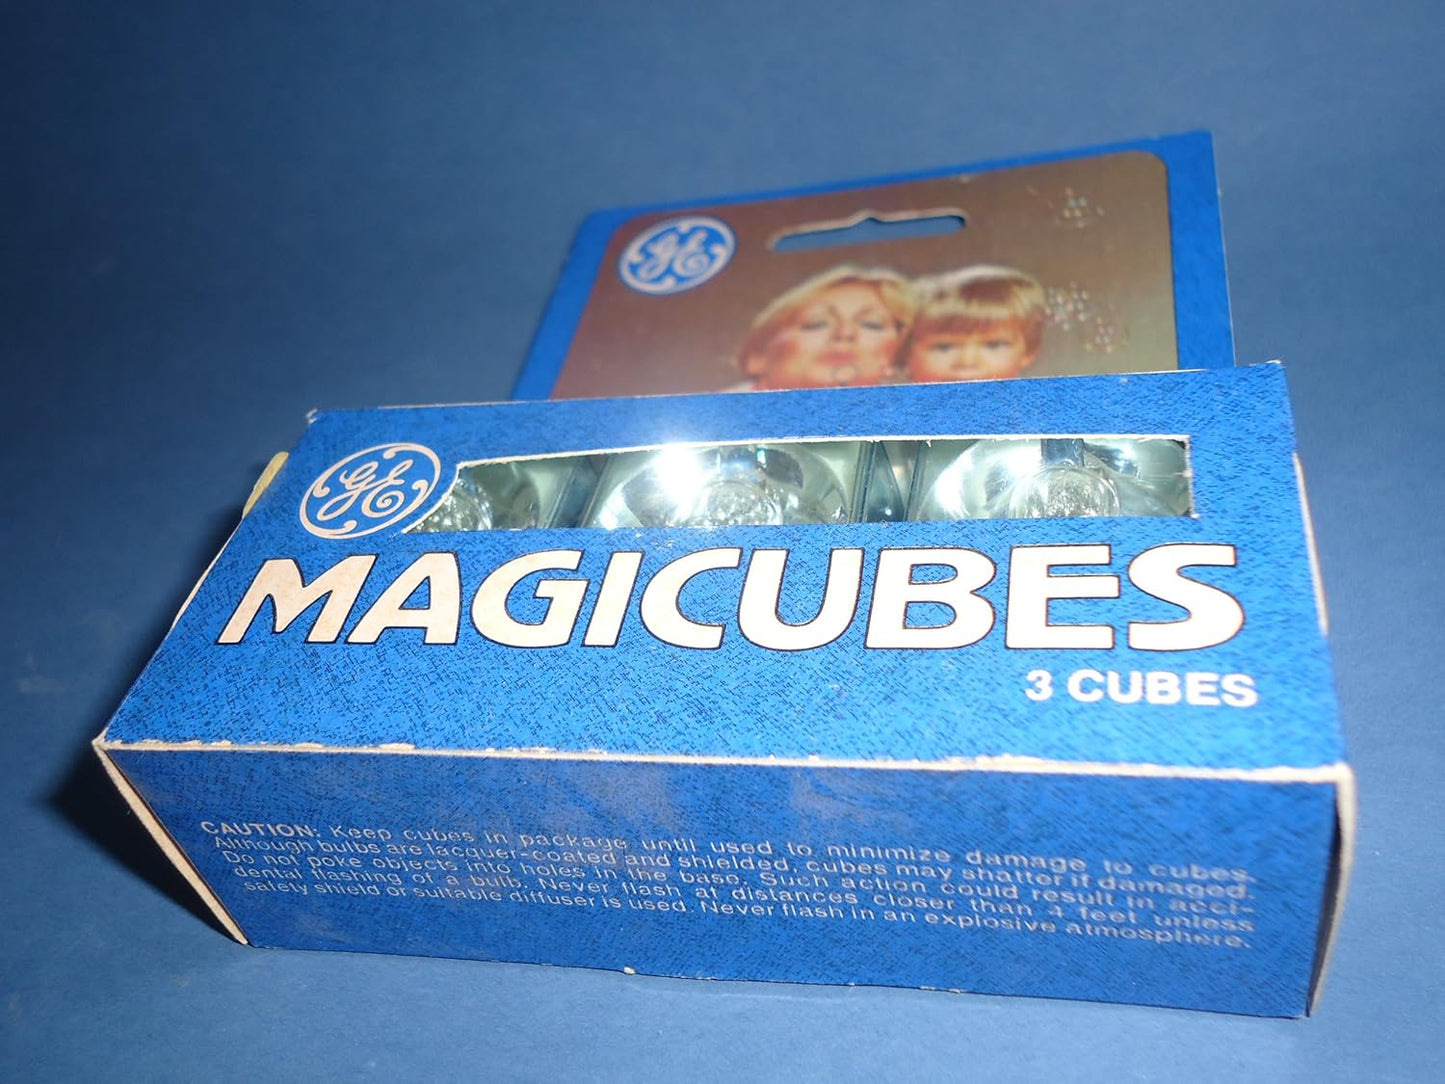 GE
GE
MAGICUBES
3 CUBES
CAUTION: Keep cubes in package until used to minimize damage to cubes.
Although bulbs are lacquer-coated and shielded, cubes may shatter if damaged.
Do not poke objects into holes in the base. Such action could result in acci-
dental flashing of a bulb. Never flash at distances closer than 4 feet unless
safety shield or suitable diffuser is used. Never flash in an explosive atmosphere.